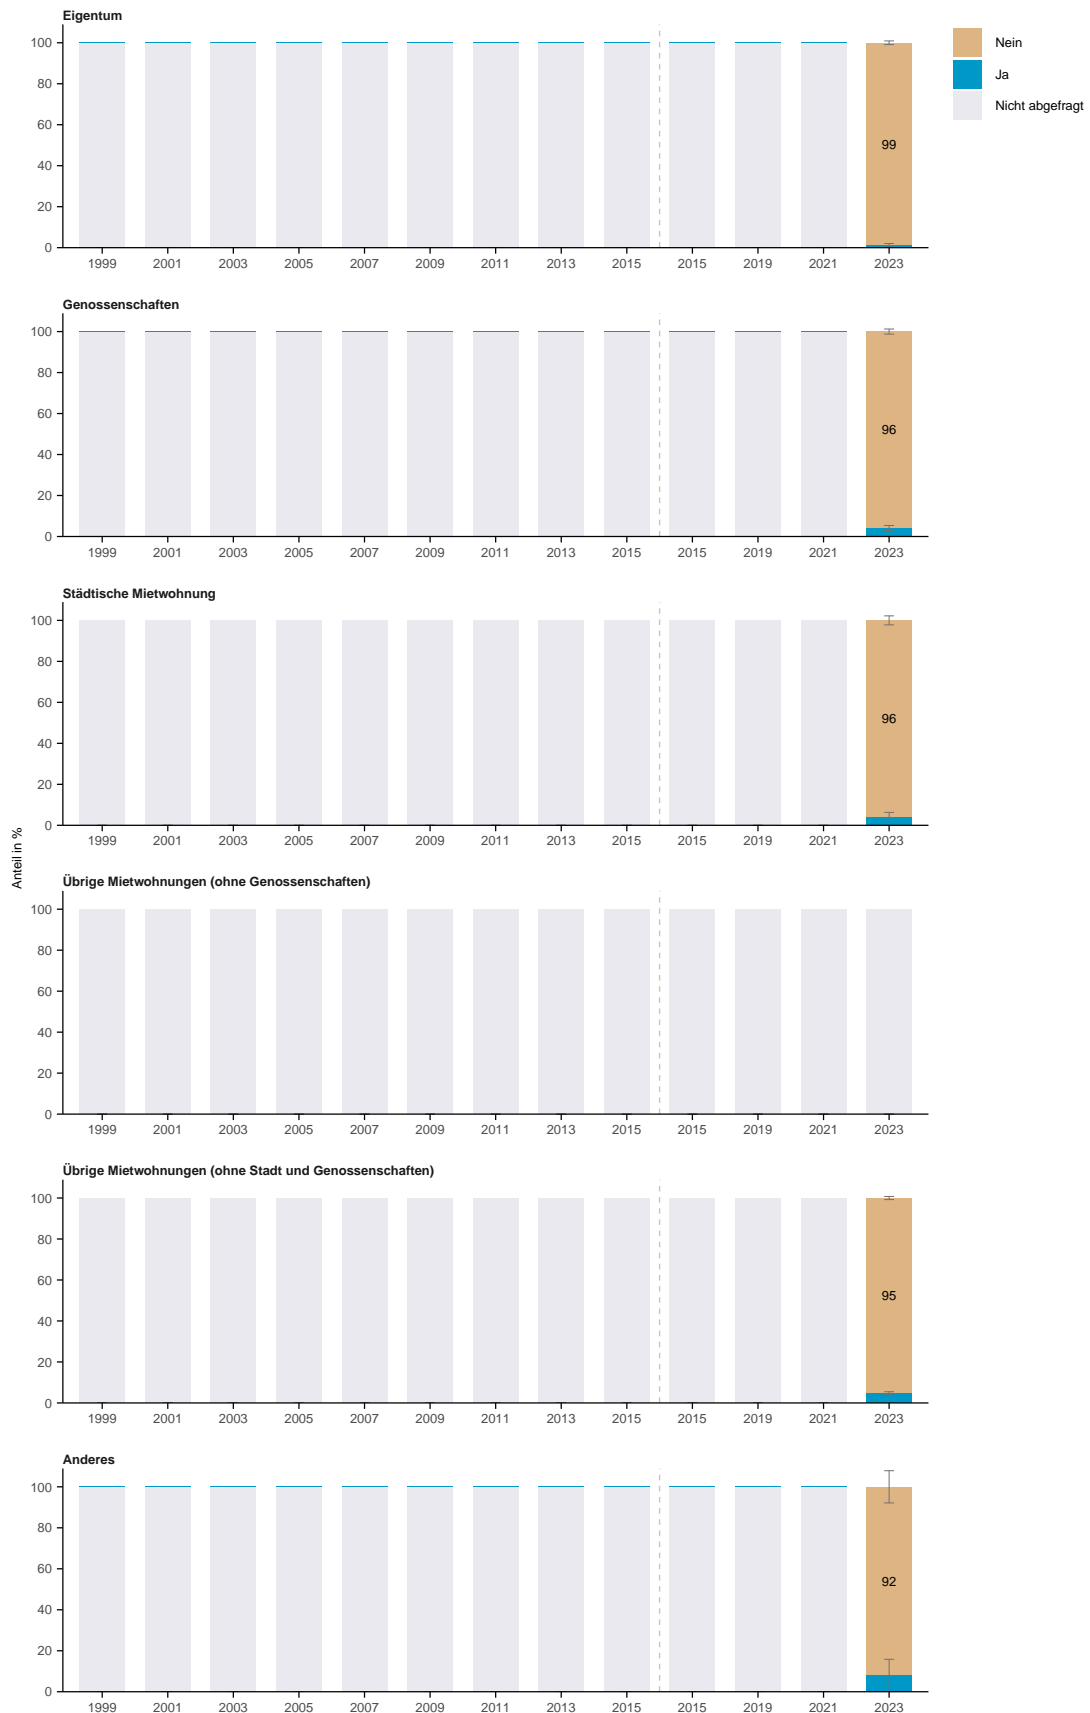 Eigentum
100
80
60
40
20
0
99
1999 2001 2003 2005 2007 2009 2011 2013 2015 2015 2019 2021 2023
Nein
Ja
Nicht abgefragt
Genossenschaften
100
80
60
40
20
0
96
1999 2001 2003 2005 2007 2009 2011 2013 2015 2015 2019 2021 2023
Städtische Mietwohnung
100
80
60
40
20
0
96
1999 2001 2003 2005 2007 2009 2011 2013 2015 2015 2019 2021 2023
Anteil in %
Übrige Mietwohnungen (ohne Genossenschaften)
100
80
60
40
20
0
1999 2001 2003 2005 2007 2009 2011 2013 2015 2015 2019 2021 2023
Übrige Mietwohnungen (ohne Stadt und Genossenschaften)
100
80
60
40
20
0
95
1999 2001 2003 2005 2007 2009 2011 2013 2015 2015 2019 2021 2023
Anderes
100
80
60
40
20
0
92
1999 2001 2003 2005 2007 2009 2011 2013 2015 2015 2019 2021 2023